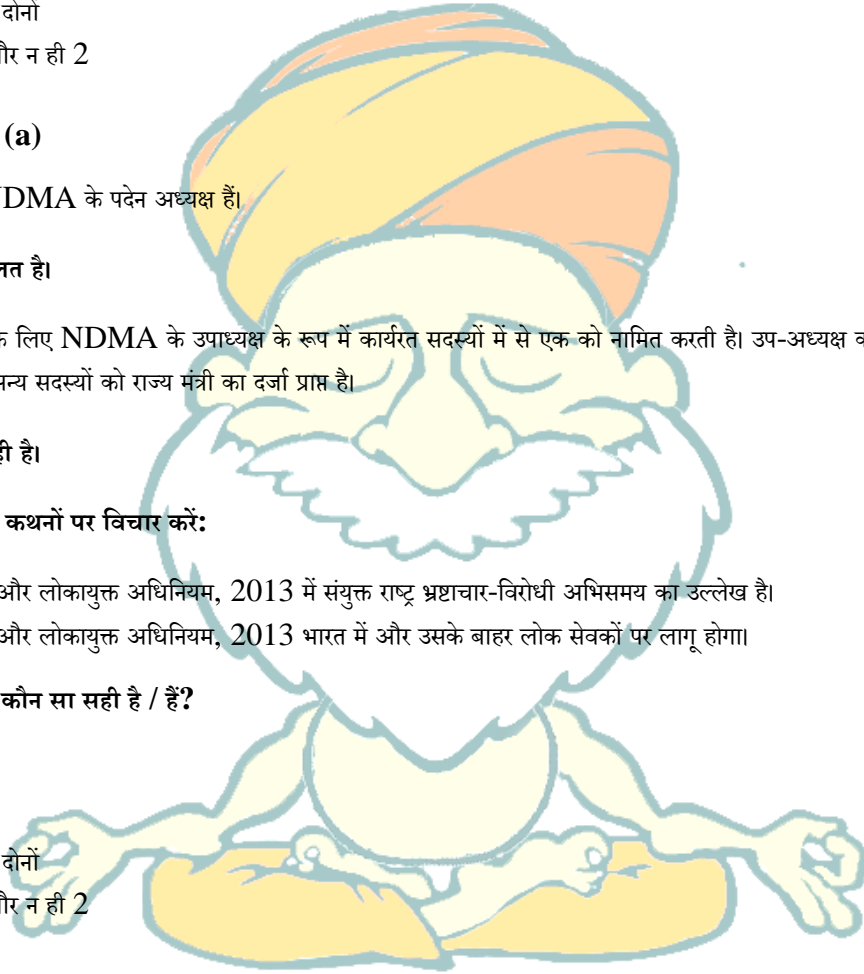 दोनों
और न ही 2
(a)
NDMA के पदेन अध्यक्ष हैं।
है।
के लिए NDMA के उपाध्यक्ष के रूप में कार्यरत सदस्यों में से एक को नामित करती है। उप-अध्यक्ष
सदस्यों को राज्य मंत्री का दर्जा प्राप्त है।
है।
कथनों पर विचार करें:
और लोकायुक्त अधिनियम, 2013 में संयुक्त राष्ट्र भ्रष्टाचार-विरोधी अभिसमय का उल्लेख है।
और लोकायुक्त अधिनियम, 2013 भारत में और उसके बाहर लोक सेवकों पर लागू होगा।
कौन सा सही है / हैं?
दोनों
और न ही 2